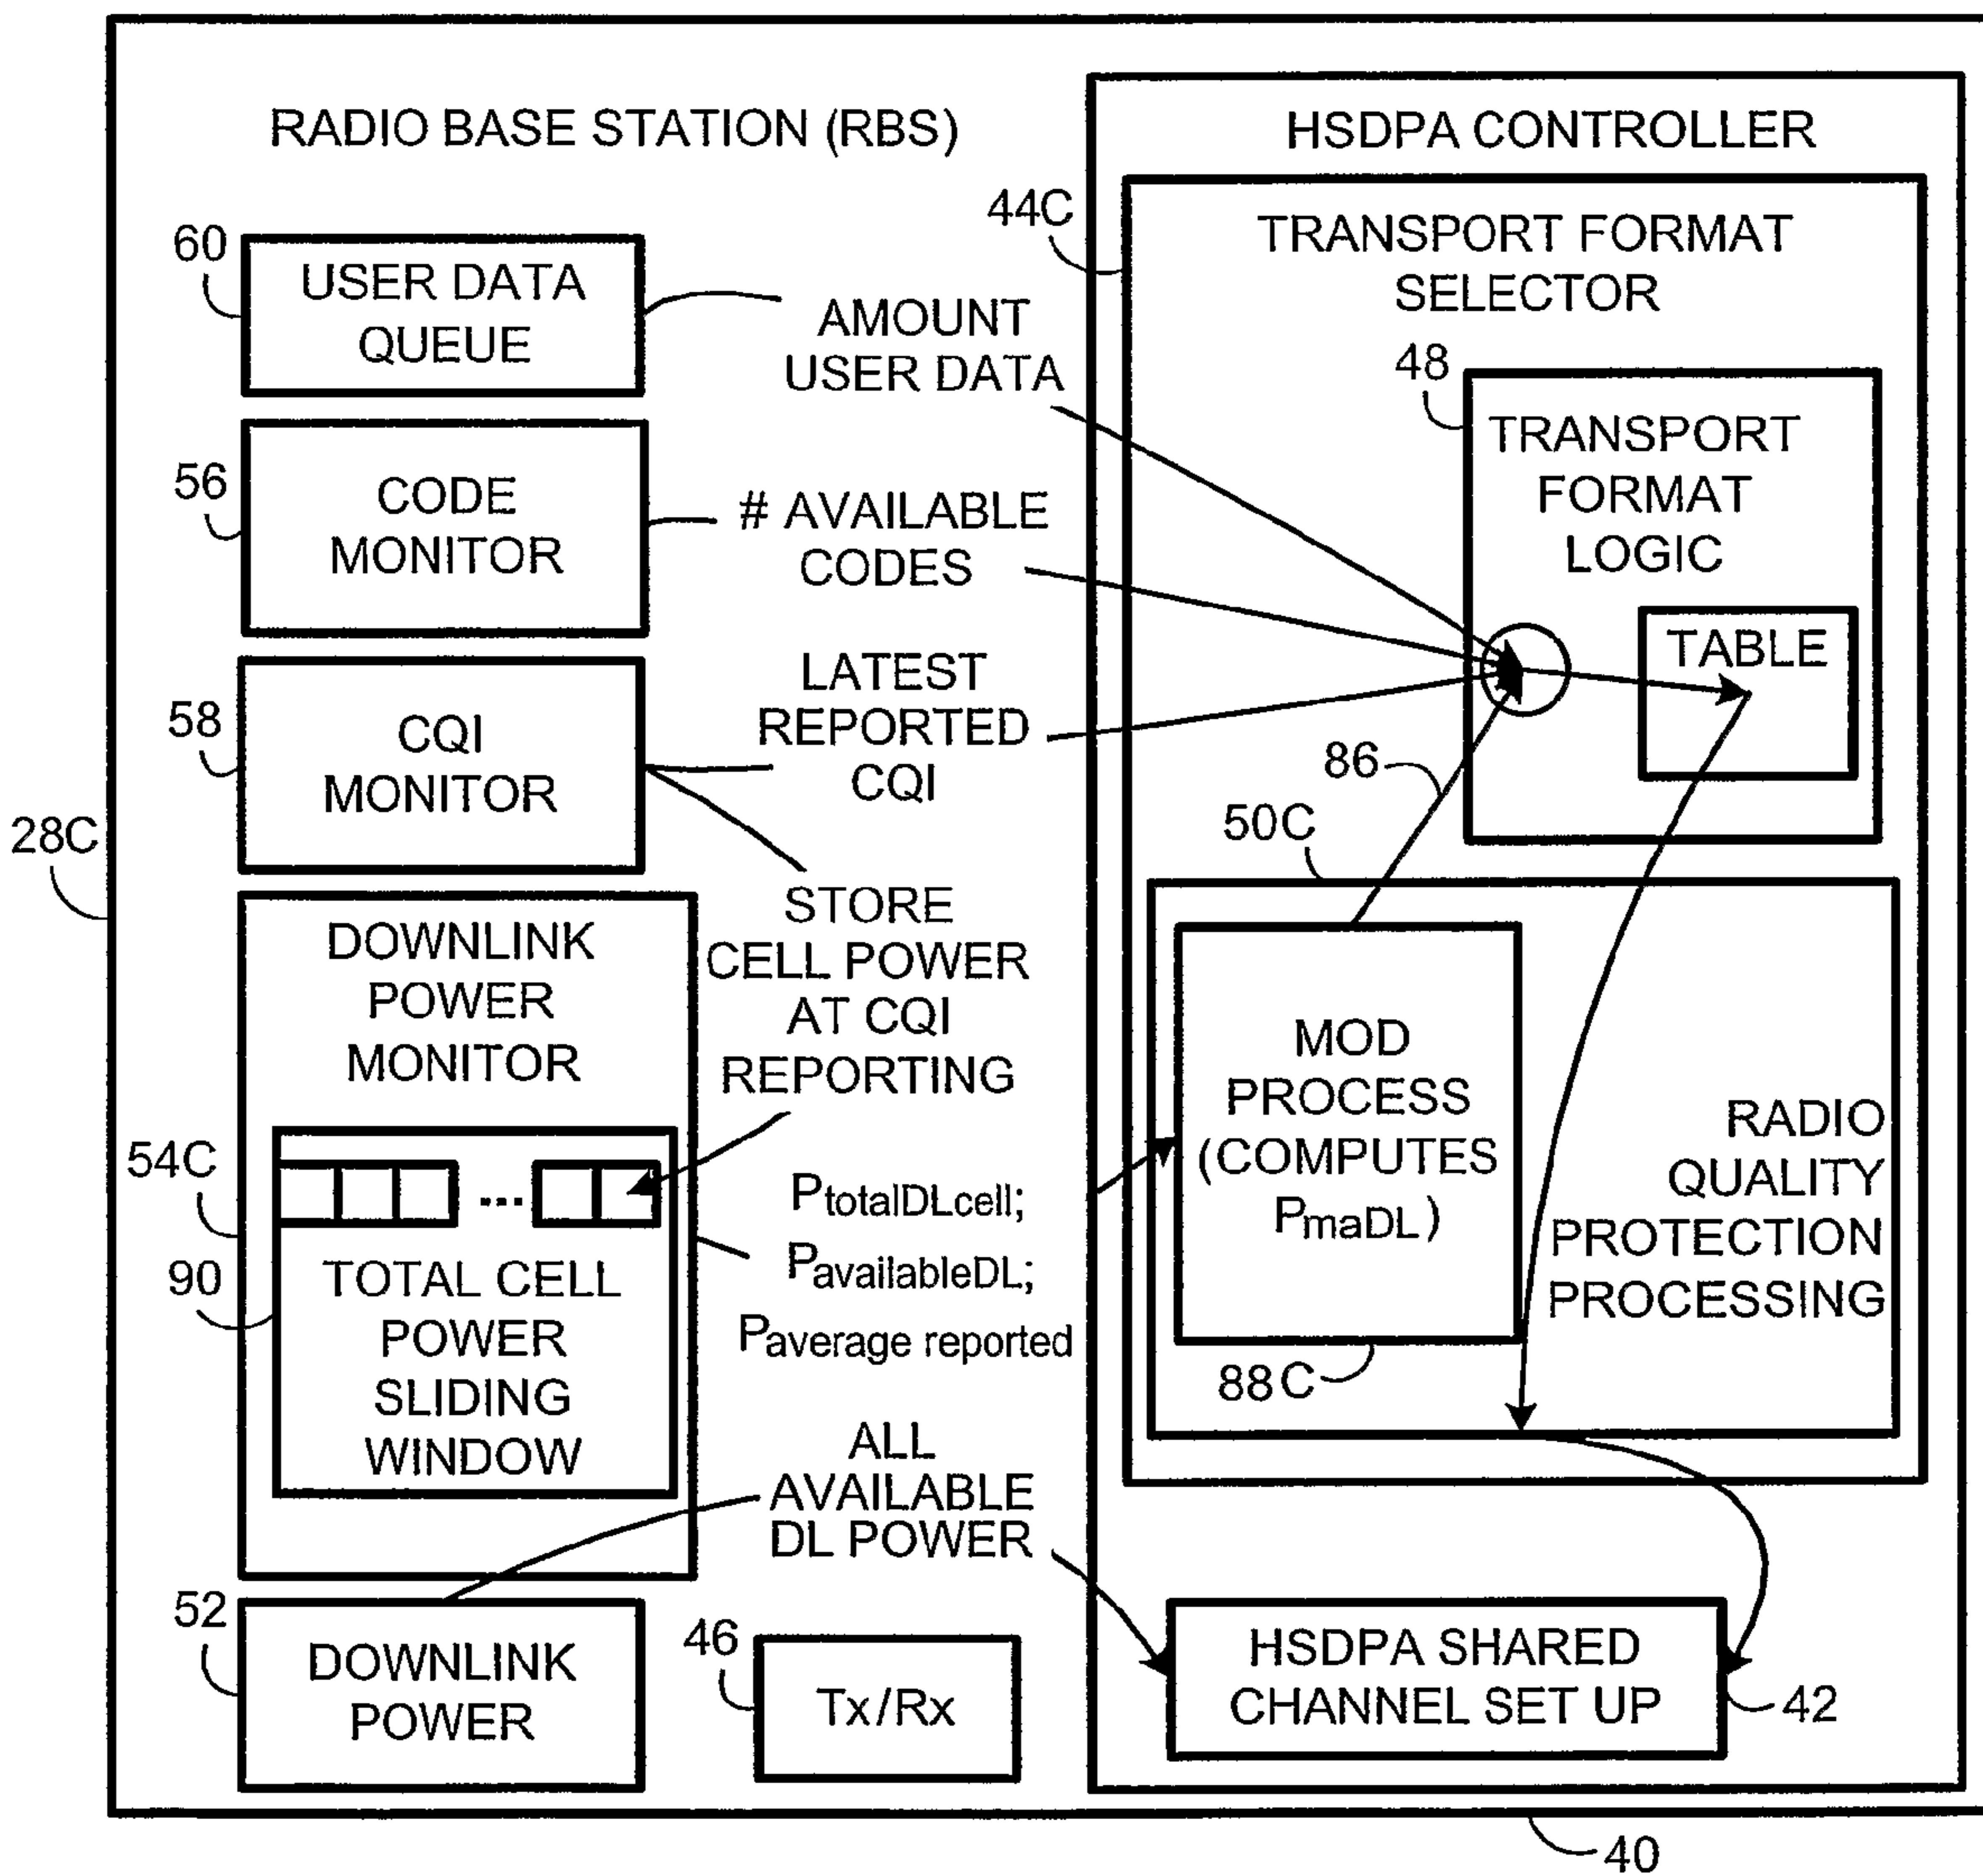 RADIO BASE STATION (RBS)
60
USER DATA
QUEUE
AMOUNT
USER DATA
56
CODE
MONITOR
# AVAILABLE
CODES
58
CQI
MONITOR
LATEST
REPORTED
CQI
28C
STORE
CELL POWER
AT CQI
REPORTING
DOWNLINK
POWER
MONITOR
54C
...
90
TOTAL CELL
POWER
SLIDING
WINDOW
PtotalDLcell;
PavailableDL;
Paverage reported
ALL
AVAILABLE
DL POWER
52
DOWNLINK
POWER
46
Tx/Rx
HSDPA CONTROLLER
44C
TRANSPORT FORMAT
SELECTOR
48
TRANSPORT
FORMAT
LOGIC
TABLE
86
50C
MOD
PROCESS
(COMPUTES
PmaDL)
88C
RADIO
QUALITY
PROTECTION
PROCESSING
HSDPA SHARED
CHANNEL SET UP
42
40